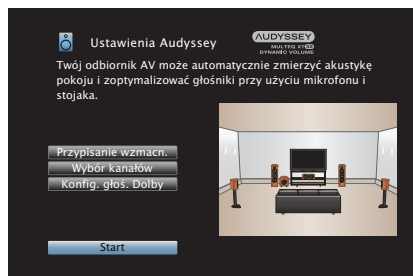 Ustawienia Audyssey
AUDYSSEY
MULTEQ XT32
DYNAMIC VOLUME
Twój odbiornik AV może automatycznie zmierzyć akustykę
pokoju i zoptymalizować głośniki przy użyciu mikrofonu i
stojaka.
Przypisanie wzmacn.
Wybór kanałów
Konfig. głoś. Dolby
Start